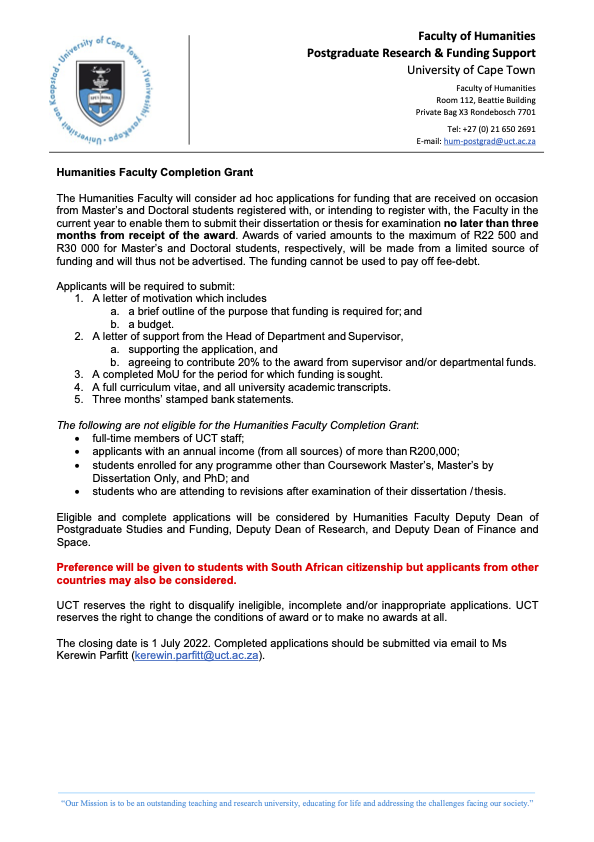 Faculty of Humanities
Postgraduate Research & Funding Support
University of Cape Town
Faculty of Humanities
Room 112, Beattie Building
Private Bag X3 Rondebosch 7701
Tel: +27 (0) 21 650 2691
E-mail: hum-postgrad@uct.ac.za
University of Cape Town · iYunivesithi yaseKapa · Universiteit van Kaapstad ·
Humanities Faculty Completion Grant
The Humanities Faculty will consider ad hoc applications for funding that are received on occasion
from Master's and Doctoral students registered with, or intending to register with, the Faculty in the
current year to enable them to submit their dissertation or thesis for examination no later than three
months from receipt of the award. Awards of varied amounts to the maximum of R22 500 and
R30 000 for Master's and Doctoral students, respectively, will be made from a limited source of
funding and will thus not be advertised. The funding cannot be used to pay off fee-debt.
Applicants will be required to submit:
1. A letter of motivation which includes
a. a brief outline of the purpose that funding is required for; and
b. a budget.
2. A letter of support from the Head of Department and Supervisor,
a. supporting the application, and
b. agreeing to contribute 20% to the award from supervisor and/or departmental funds.
3. A completed MoU for the period for which funding is sought.
4. A full curriculum vitae, and all university academic transcripts.
5. Three months' stamped bank statements.
The following are not eligible for the Humanities Faculty Completion Grant:
• full-time members of UCT staff;
• applicants with an annual income (from all sources) of more than R200,000;
• students enrolled for any programme other than Coursework Master's, Master's by
Dissertation Only, and PhD; and
• students who are attending to revisions after examination of their dissertation / thesis.
Eligible and complete applications will be considered by Humanities Faculty Deputy Dean of
Postgraduate Studies and Funding, Deputy Dean of Research, and Deputy Dean of Finance and
Space.
Preference will be given to students with South African citizenship but applicants from other
countries may also be considered.
UCT reserves the right to disqualify ineligible, incomplete and/or inappropriate applications. UCT
reserves the right to change the conditions of award or to make no awards at all.
The closing date is 1 July 2022. Completed applications should be submitted via email to Ms
Kerewin Parfitt (kerewin.parfitt@uct.ac.za).
"Our Mission is to be an outstanding teaching and research university, educating for life and addressing the challenges facing our society."